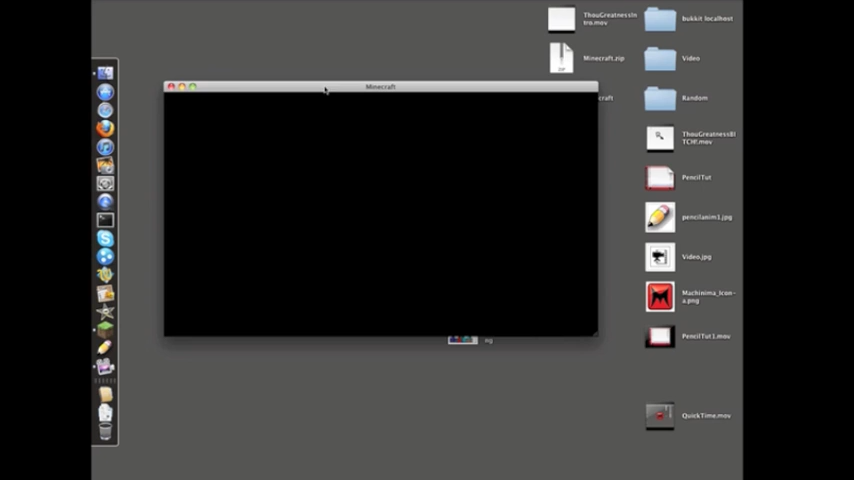 ThouGreatnessIn
tro.mov
bukkit localhost
Minecraft.zip
Video
Minecraft
craft
Random
ThouGreatnessBI
TCH!.mov
PencilTut
pencilanim1.jpg
Video.jpg
Machinima_Icon-
a.png
PencilTut1.mov
ng
QuickTime.mov